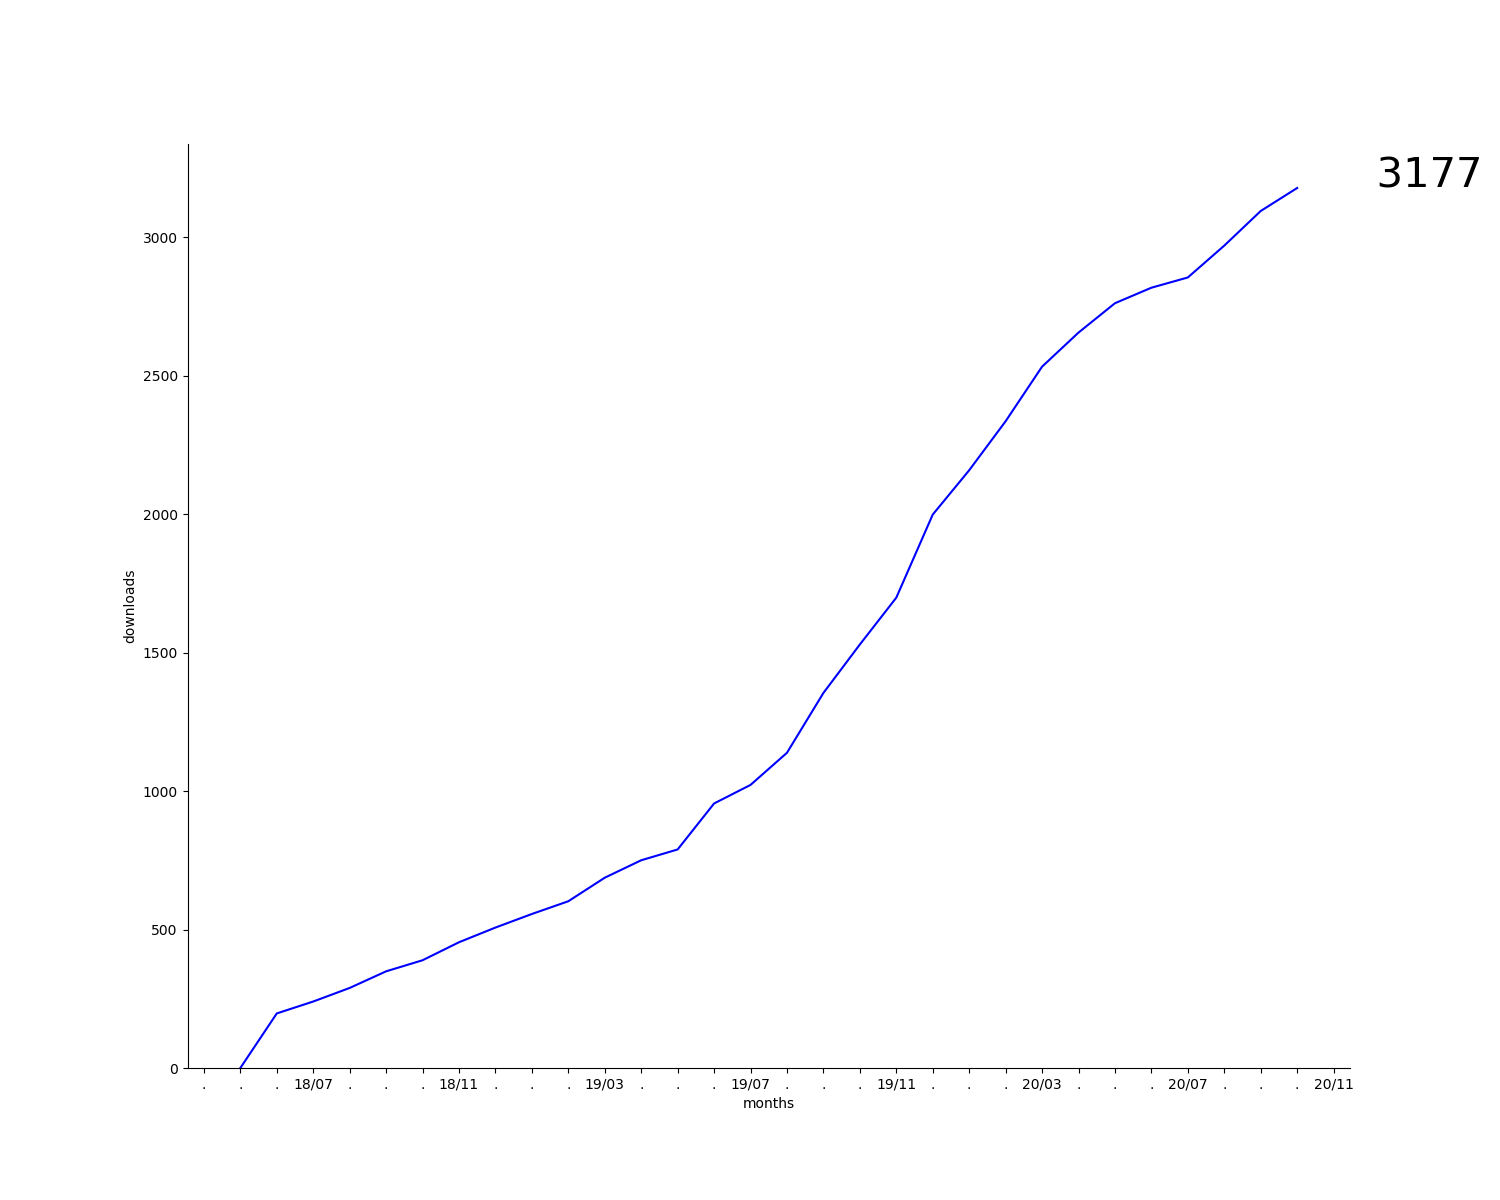 3177
3000
2500
2000
1500
1000
500
0
downloads
. . . 18/07 . . . 18/11 . . . 19/03 . . . 19/07 . . . 19/11 . . . 20/03 . . . 20/07 . . . 20/11
months